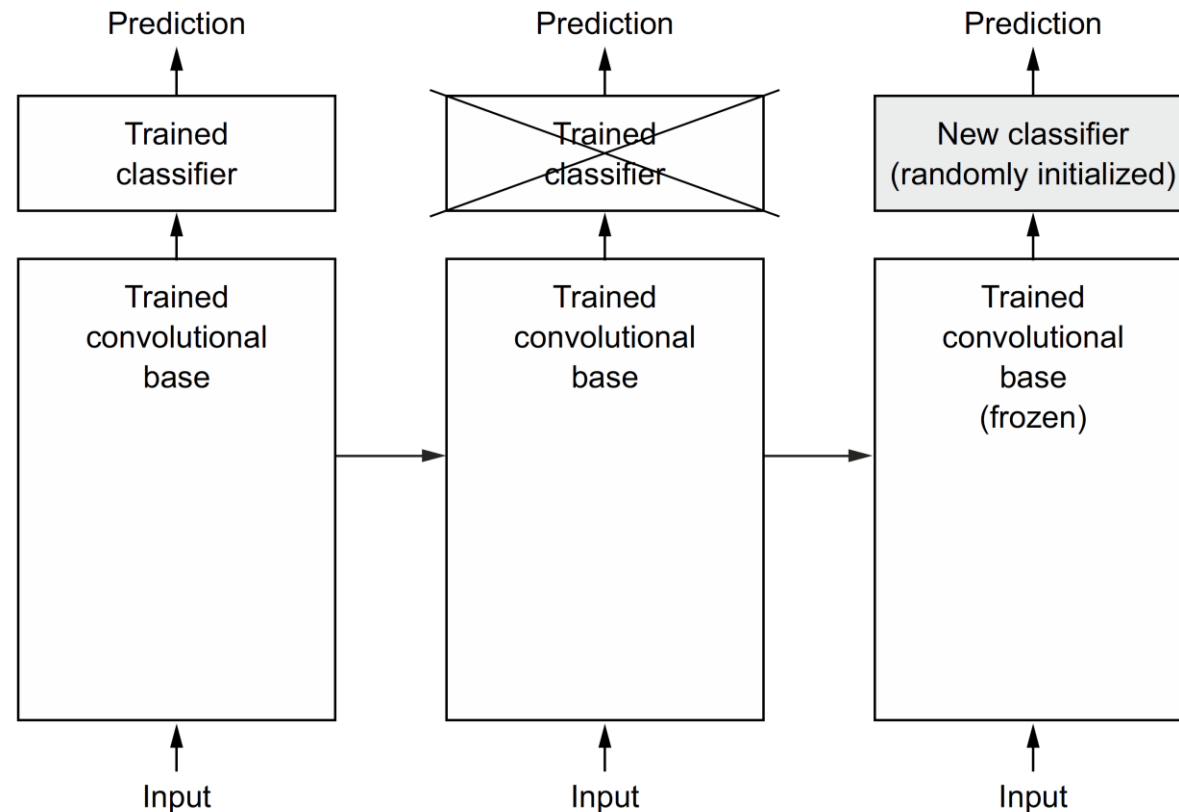 Prediction
Trained
classifier
Trained
convolutional
base
Input
Prediction
Trained
classifier
Trained
convolutional
base
Input
Prediction
New classifier
(randomly initialized)
Trained
convolutional
base
(frozen)
Input